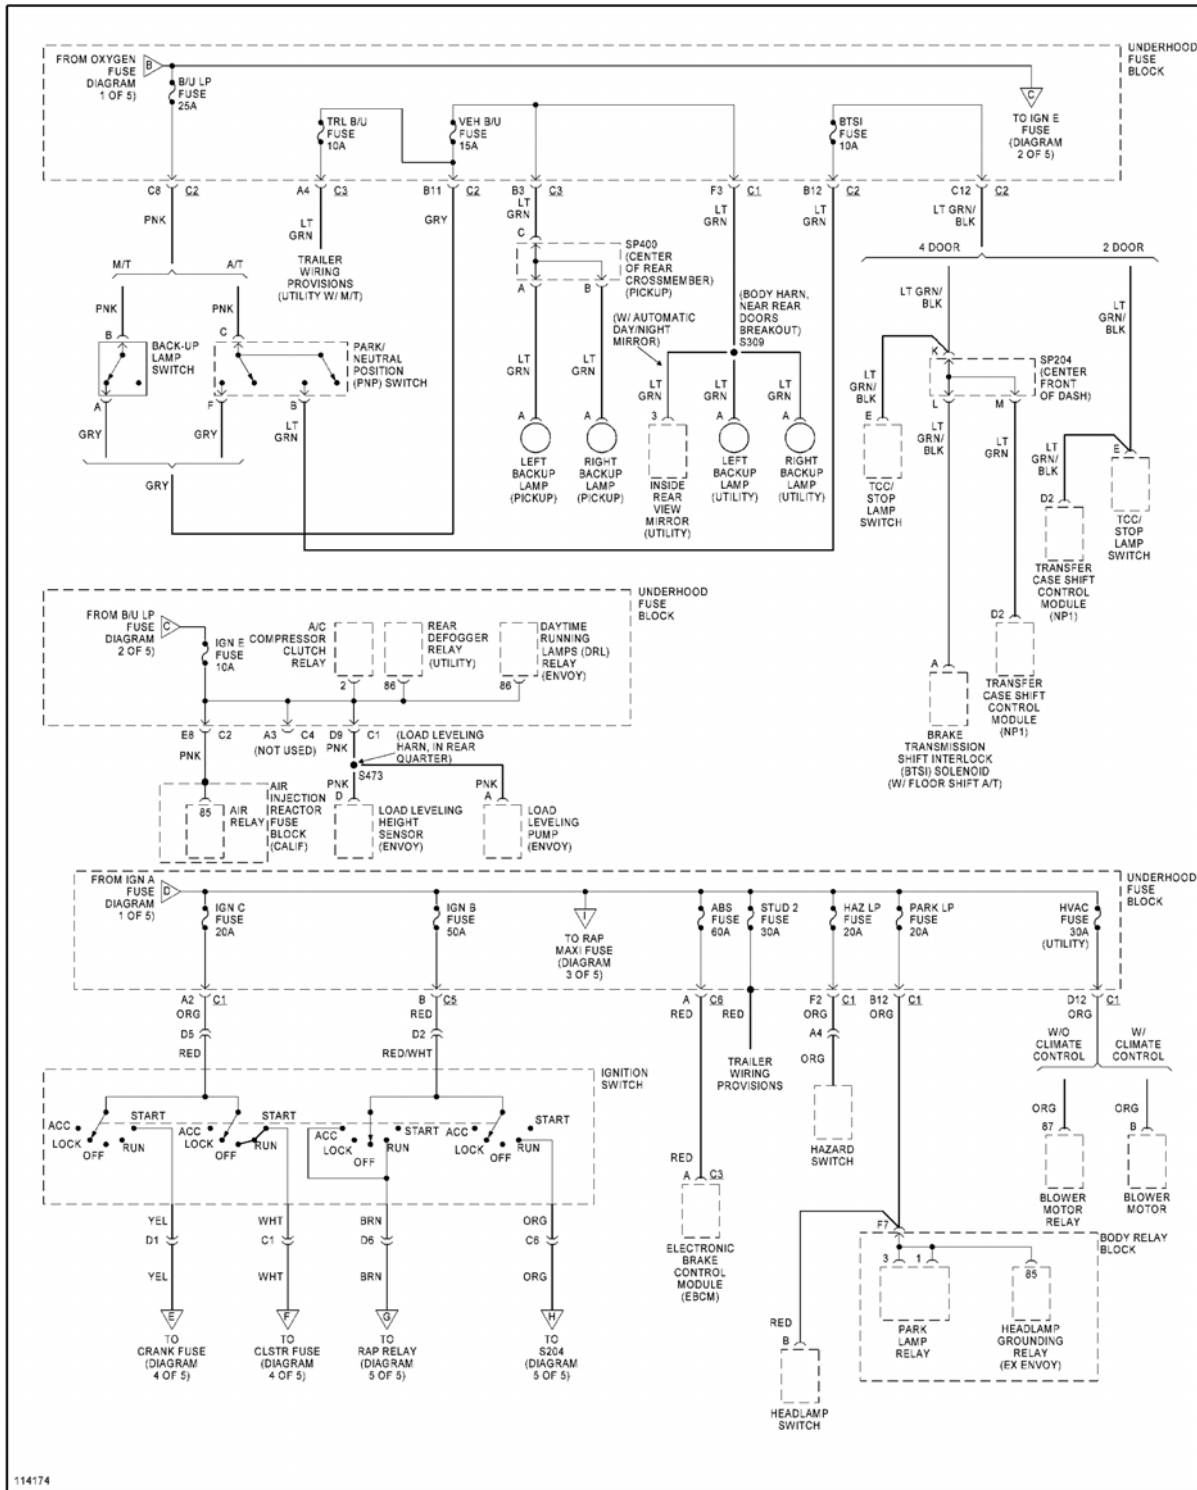 UNDERHOOD
FUSE
BLOCK
FROM OXYGEN
FUSE
DIAGRAM
1 OF 5)
B
B/U LP
FUSE
25A
C
TO IGN E
FUSE
(DIAGRAM
2 OF 5)
TRL B/U
FUSE
10A
VEH B/U
FUSE
15A
BTSI
FUSE
10A
C8 C2 A4 C3 B11 C2 B3 C3 F3 C1 B12 C2 C12 C2
PNK
LT
GRN
GRY
LT
GRN
LT
GRN
LT
GRN
LT GRN/
BLK
TRAILER
WIRING
PROVISIONS
(UTILITY W/ M/T)
M/T A/T
C
SP400
(CENTER
OF REAR
CROSSMEMBER)
(PICKUP)
A B
4 DOOR 2 DOOR
PNK PNK
B C
BACK-UP
LAMP
SWITCH
PARK/
NEUTRAL
POSITION
(PNP) SWITCH
A F B
GRY GRY
LT
GRN
GRY
(W/ AUTOMATIC
DAY/NIGHT
MIRROR)
(BODY HARN,
NEAR REAR
DOORS
BREAKOUT)
S309
LT
GRN
LT
GRN
LT
GRN
LT
GRN
LT
GRN
A A 3 A A
LEFT
BACKUP
LAMP
(PICKUP)
RIGHT
BACKUP
LAMP
(PICKUP)
INSIDE
REAR
VIEW
MIRROR
(UTILITY)
LEFT
BACKUP
LAMP
(UTILITY)
RIGHT
BACKUP
LAMP
(UTILITY)
LT GRN/
BLK
LT
GRN/
BLK
K
SP204
(CENTER
FRONT
OF DASH)
L M
LT
GRN/
BLK
E
TCC/
STOP
LAMP
SWITCH
LT
GRN/
BLK
LT
GRN
LT
GRN/
BLK
E
D2
TCC/
STOP
LAMP
SWITCH
TRANSFER
CASE SHIFT
CONTROL
MODULE
(NP1)
D2
TRANSFER
CASE SHIFT
CONTROL
MODULE
(NP1)
A
BRAKE
TRANSMISSION
SHIFT INTERLOCK
(BTSI) SOLENOID
(W/ FLOOR SHIFT A/T)
UNDERHOOD
FUSE
BLOCK
FROM B/U LP
FUSE
DIAGRAM
2 OF 5)
C
IGN E
FUSE
10A
A/C
COMPRESSOR
CLUTCH
RELAY
2
REAR
DEFOGGER
RELAY
(UTILITY)
86
DAYTIME
RUNNING
LAMPS (DRL)
RELAY
(ENVOY)
86
E8 C2 A3 C4 D9 C1
(NOT USED)
PNK
PNK
(LOAD LEVELING
HARN, IN REAR
QUARTER)
S473
PNK
D
PNK
A
85
AIR
RELAY
AIR
INJECTION
REACTOR
FUSE
BLOCK
(CALIF)
LOAD LEVELING
HEIGHT
SENSOR
(ENVOY)
LOAD
LEVELING
PUMP
(ENVOY)
UNDERHOOD
FUSE
BLOCK
FROM IGN A
FUSE
DIAGRAM
1 OF 5)
D
IGN C
FUSE
20A
IGN B
FUSE
50A
I
TO RAP
MAXI FUSE
(DIAGRAM
3 OF 5)
ABS
FUSE
60A
STUD 2
FUSE
30A
HAZ LP
FUSE
20A
PARK LP
FUSE
20A
HVAC
FUSE
30A
(UTILITY)
A2 C1 B C5 A C6 F2 C1 B12 C1 D12 C1
ORG RED RED RED ORG ORG ORG
D5 D2 A4
RED RED/WHT ORG
TRAILER
WIRING
PROVISIONS
W/O
CLIMATE
CONTROL
W/
CLIMATE
CONTROL
IGNITION
SWITCH
ACC LOCK OFF RUN START
ACC LOCK OFF RUN START
ACC LOCK OFF RUN START
ACC LOCK OFF RUN START
HAZARD
SWITCH
ORG ORG
87 B
BLOWER
MOTOR
RELAY
BLOWER
MOTOR
RED
A C3
ELECTRONIC
BRAKE
CONTROL
MODULE
(EBCM)
YEL WHT BRN ORG
D1 C1 D6 C6
YEL WHT BRN ORG
E F G H
TO
CRANK FUSE
(DIAGRAM
4 OF 5)
TO
CLSTR FUSE
(DIAGRAM
4 OF 5)
TO
RAP RELAY
(DIAGRAM
5 OF 5)
TO
S204
(DIAGRAM
5 OF 5)
F7
BODY RELAY
BLOCK
3 1 85
PARK
LAMP
RELAY
HEADLAMP
GROUNDING
RELAY
(EX ENVOY)
RED
B
HEADLAMP
SWITCH
114174